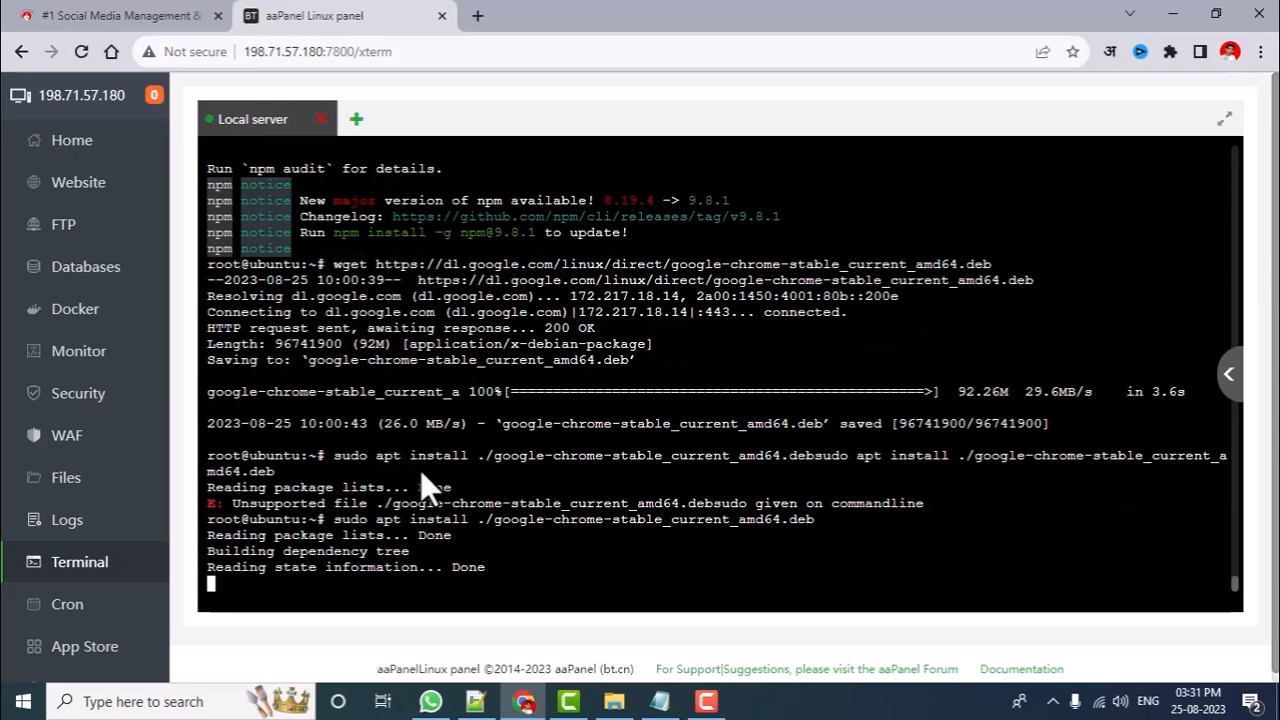 #1 Social Media Management &
BT aaPanel Linux panel
Not secure 198.71.57.180:7800/xterm
अ
198.71.57.180 0
Home
Website
FTP
Databases
Docker
Monitor
Security
WAF
Files
Logs
Terminal
Cron
App Store
Local server
Run `npm audit` for details.
npm notice
npm notice New major version of npm available! 8.19.4 -> 9.8.1
npm notice Changelog: https://github.com/npm/cli/releases/tag/v9.8.1
npm notice Run npm install -g npm@9.8.1 to update!
npm notice
root@ubuntu:~# wget https://dl.google.com/linux/direct/google-chrome-stable_current_amd64.deb
--2023-08-25 10:00:39--  https://dl.google.com/linux/direct/google-chrome-stable_current_amd64.deb
Resolving dl.google.com (dl.google.com)... 172.217.18.14, 2a00:1450:4001:80b::200e
Connecting to dl.google.com (dl.google.com)|172.217.18.14|:443... connected.
HTTP request sent, awaiting response... 200 OK
Length: 96741900 (92M) [application/x-debian-package]
Saving to: ‘google-chrome-stable_current_amd64.deb’
google-chrome-stable_current_a 100%[=================================================>] 92.26M 29.6MB/s in 3.6s
2023-08-25 10:00:43 (26.0 MB/s) - ‘google-chrome-stable_current_amd64.deb’ saved [96741900/96741900]
root@ubuntu:~# sudo apt install ./google-chrome-stable_current_amd64.debsudo apt install ./google-chrome-stable_current_a
md64.deb
Reading package lists...
E: Unsupported file ./google-chrome-stable_current_amd64.debsudo given on commandline
root@ubuntu:~# sudo apt install ./google-chrome-stable_current_amd64.deb
Reading package lists... Done
Building dependency tree
Reading state information... Done
aaPanelLinux panel ©2014-2023 aaPanel (bt.cn) For Support|Suggestions, please visit the aaPanel Forum Documentation
Type here to search
ENG
03:31 PM
25-08-2023
2